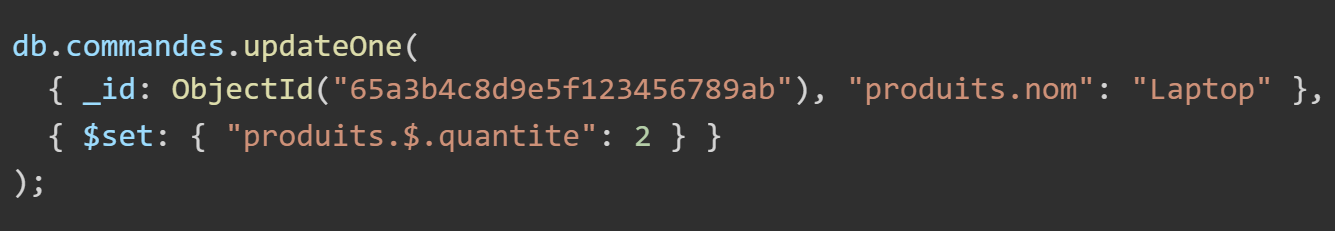 db.commandes.updateOne(
{ _id: ObjectId("65a3b4c8d9e5f123456789ab"), "produits.nom": "Laptop" },
{ $set: { "produits.$.quantite": 2 } }
);